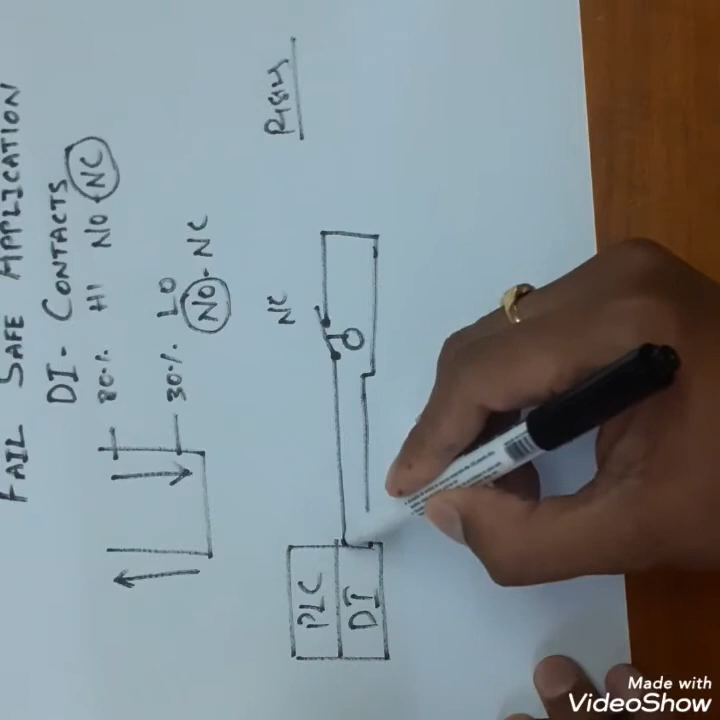 FAIL SAFE APPLICATION
DI - CONTACTS
80% HI NO-NC
30% LO
NO-NC
NC
PLC
DI
Made with
VideoShow